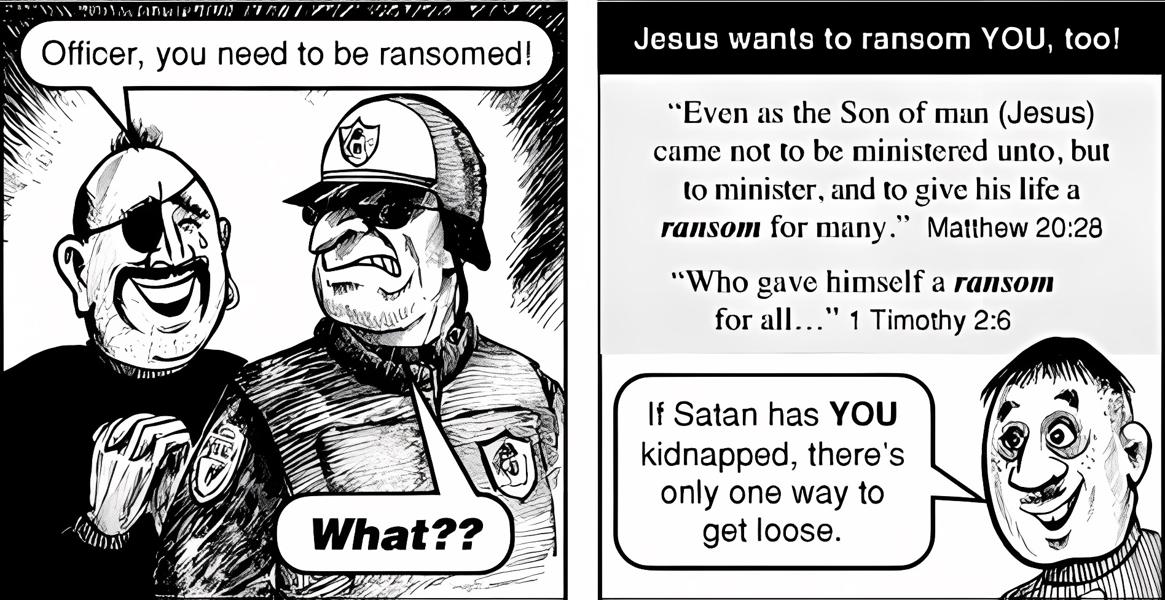 Officer, you need to be ransomed!
What??
Jesus wants to ransom YOU, too!
“Even as the Son of man (Jesus)
came not to be ministered unto, but
to minister, and to give his life a
ransom for many.” Matthew 20:28
“Who gave himself a ransom
for all...” 1 Timothy 2:6
If Satan has YOU
kidnapped, there's
only one way to
get loose.